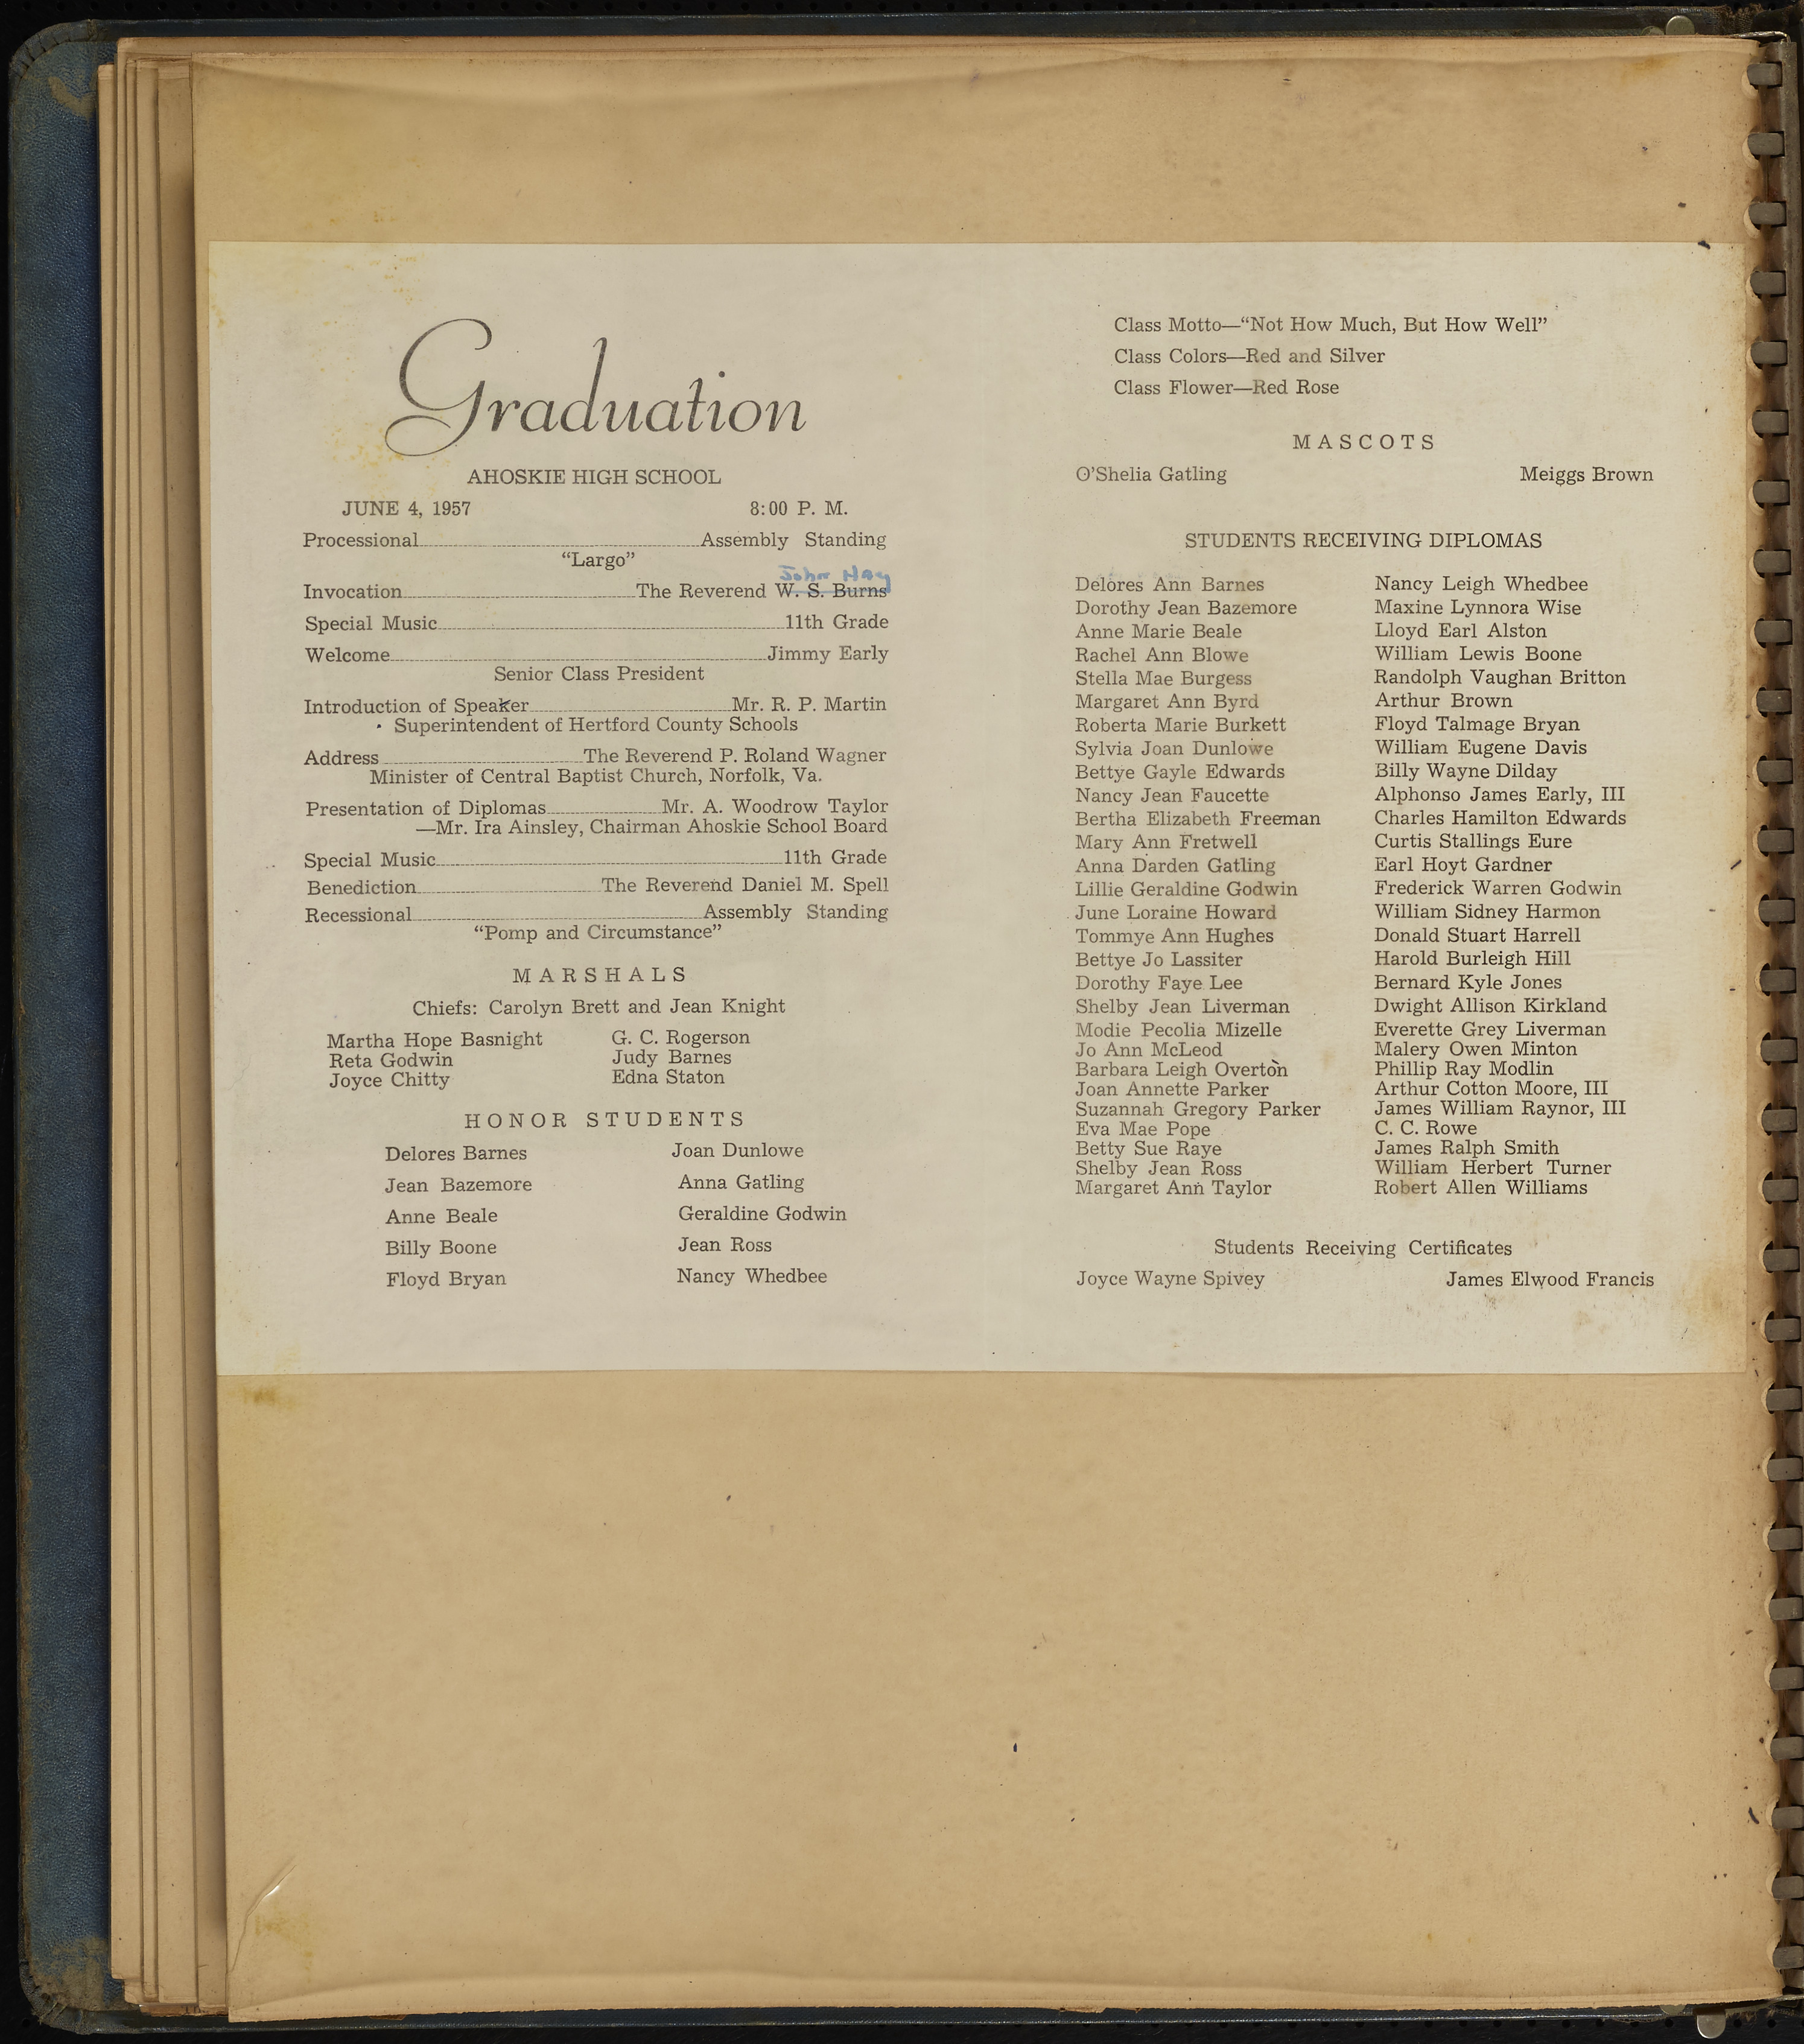 Graduation
AHOSKIE HIGH SCHOOL
JUNE 4, 1957 8:00 P. M.
Processional Assembly Standing
“Largo”
John Hay
Invocation The Reverend W. S. Burns
Special Music 11th Grade
Welcome Jimmy Early
Senior Class President
Introduction of Speaker Mr. R. P. Martin
Superintendent of Hertford County Schools
Address The Reverend P. Roland Wagner
Minister of Central Baptist Church, Norfolk, Va.
Presentation of Diplomas Mr. A. Woodrow Taylor
—Mr. Ira Ainsley, Chairman Ahoskie School Board
Special Music 11th Grade
Benediction The Reverend Daniel M. Spell
Recessional Assembly Standing
“Pomp and Circumstance”
MARSHALS
Chiefs: Carolyn Brett and Jean Knight
Martha Hope Basnight G. C. Rogerson
Reta Godwin Judy Barnes
Joyce Chitty Edna Staton
HONOR STUDENTS
Delores Barnes Joan Dunlowe
Jean Bazemore Anna Gatling
Anne Beale Geraldine Godwin
Billy Boone Jean Ross
Floyd Bryan Nancy Whedbee
Class Motto—“Not How Much, But How Well”
Class Colors—Red and Silver
Class Flower—Red Rose
MASCOTS
O'Shelia Gatling Meiggs Brown
STUDENTS RECEIVING DIPLOMAS
Delores Ann Barnes Nancy Leigh Whedbee
Dorothy Jean Bazemore Maxine Lynnora Wise
Anne Marie Beale Lloyd Earl Alston
Rachel Ann Blowe William Lewis Boone
Stella Mae Burgess Randolph Vaughan Britton
Margaret Ann Byrd Arthur Brown
Roberta Marie Burkett Floyd Talmage Bryan
Sylvia Joan Dunlowe William Eugene Davis
Bettye Gayle Edwards Billy Wayne Dilday
Nancy Jean Faucette Alphonso James Early, III
Bertha Elizabeth Freeman Charles Hamilton Edwards
Mary Ann Fretwell Curtis Stallings Eure
Anna Darden Gatling Earl Hoyt Gardner
Lillie Geraldine Godwin Frederick Warren Godwin
June Loraine Howard William Sidney Harmon
Tommye Ann Hughes Donald Stuart Harrell
Bettye Jo Lassiter Harold Burleigh Hill
Dorothy Faye Lee Bernard Kyle Jones
Shelby Jean Liverman Dwight Allison Kirkland
Modie Pecolia Mizelle Everette Grey Liverman
Jo Ann McLeod Malery Owen Minton
Barbara Leigh Overton Phillip Ray Modlin
Joan Annette Parker Arthur Cotton Moore, III
Suzannah Gregory Parker James William Raynor, III
Eva Mae Pope C. C. Rowe
Betty Sue Raye James Ralph Smith
Shelby Jean Ross William Herbert Turner
Margaret Ann Taylor Robert Allen Williams
Students Receiving Certificates
Joyce Wayne Spivey James Elwood Francis